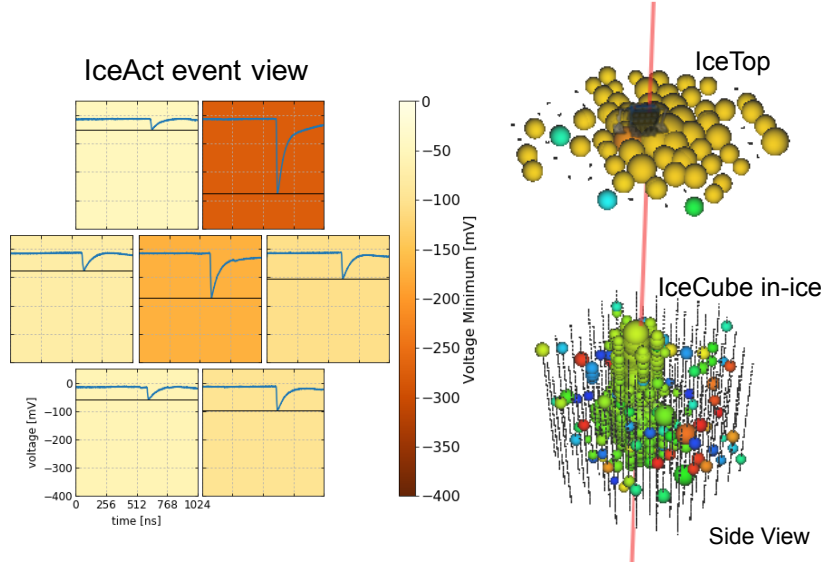 IceAct event view
IceTop
0
−50
−100
−150
−200
−250
−300
−350
−400
Voltage Minimum [mV]
IceCube in-ice
0
−100
−200
−300
−400
voltage [mV]
0 256 512 768 1024
time [ns]
Side View